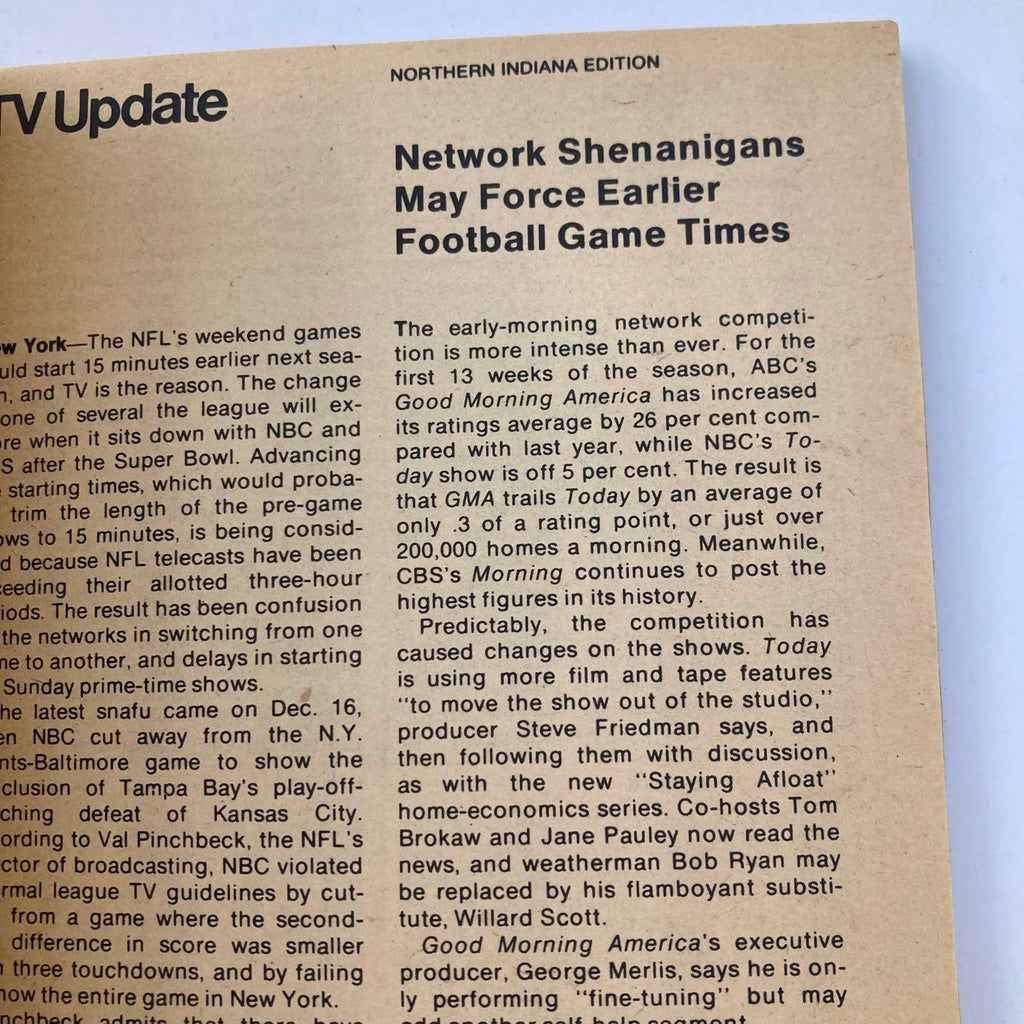 TV Update
NORTHERN INDIANA EDITION
Network Shenanigans
May Force Earlier
Football Game Times
York—The NFL's weekend games
start 15 minutes earlier next sea-
and TV is the reason. The change
one of several the league will ex-
when it sits down with NBC and
after the Super Bowl. Advancing
starting times, which would proba-
trim the length of the pre-game
to 15 minutes, is being consid-
because NFL telecasts have been
their allotted three-hour
The result has been confusion
the networks in switching from one
to another, and delays in starting
Sunday prime-time shows.
latest snafu came on Dec. 16,
NBC cut away from the N.Y.
Baltimore game to show the
of Tampa Bay's play-off-
defeat of Kansas City.
to Val Pinchbeck, the NFL's
of broadcasting, NBC violated
league TV guidelines by cut-
from a game where the second-
difference in score was smaller
three touchdowns, and by failing
the entire game in New York.
admits that there have
The early-morning network competi-
tion is more intense than ever. For the
first 13 weeks of the season, ABC's
Good Morning America has increased
its ratings average by 26 per cent com-
pared with last year, while NBC's To-
day show is off 5 per cent. The result is
that GMA trails Today by an average of
only .3 of a rating point, or just over
200,000 homes a morning. Meanwhile,
CBS's Morning continues to post the
highest figures in its history.
Predictably, the competition has
caused changes on the shows. Today
is using more film and tape features
"to move the show out of the studio,"
producer Steve Friedman says, and
then following them with discussion,
as with the new "Staying Afloat"
home-economics series. Co-hosts Tom
Brokaw and Jane Pauley now read the
news, and weatherman Bob Ryan may
be replaced by his flamboyant substi-
tute, Willard Scott.
Good Morning America's executive
producer, George Merlis, says he is on-
ly performing "fine-tuning" but may
add another self-help segment.